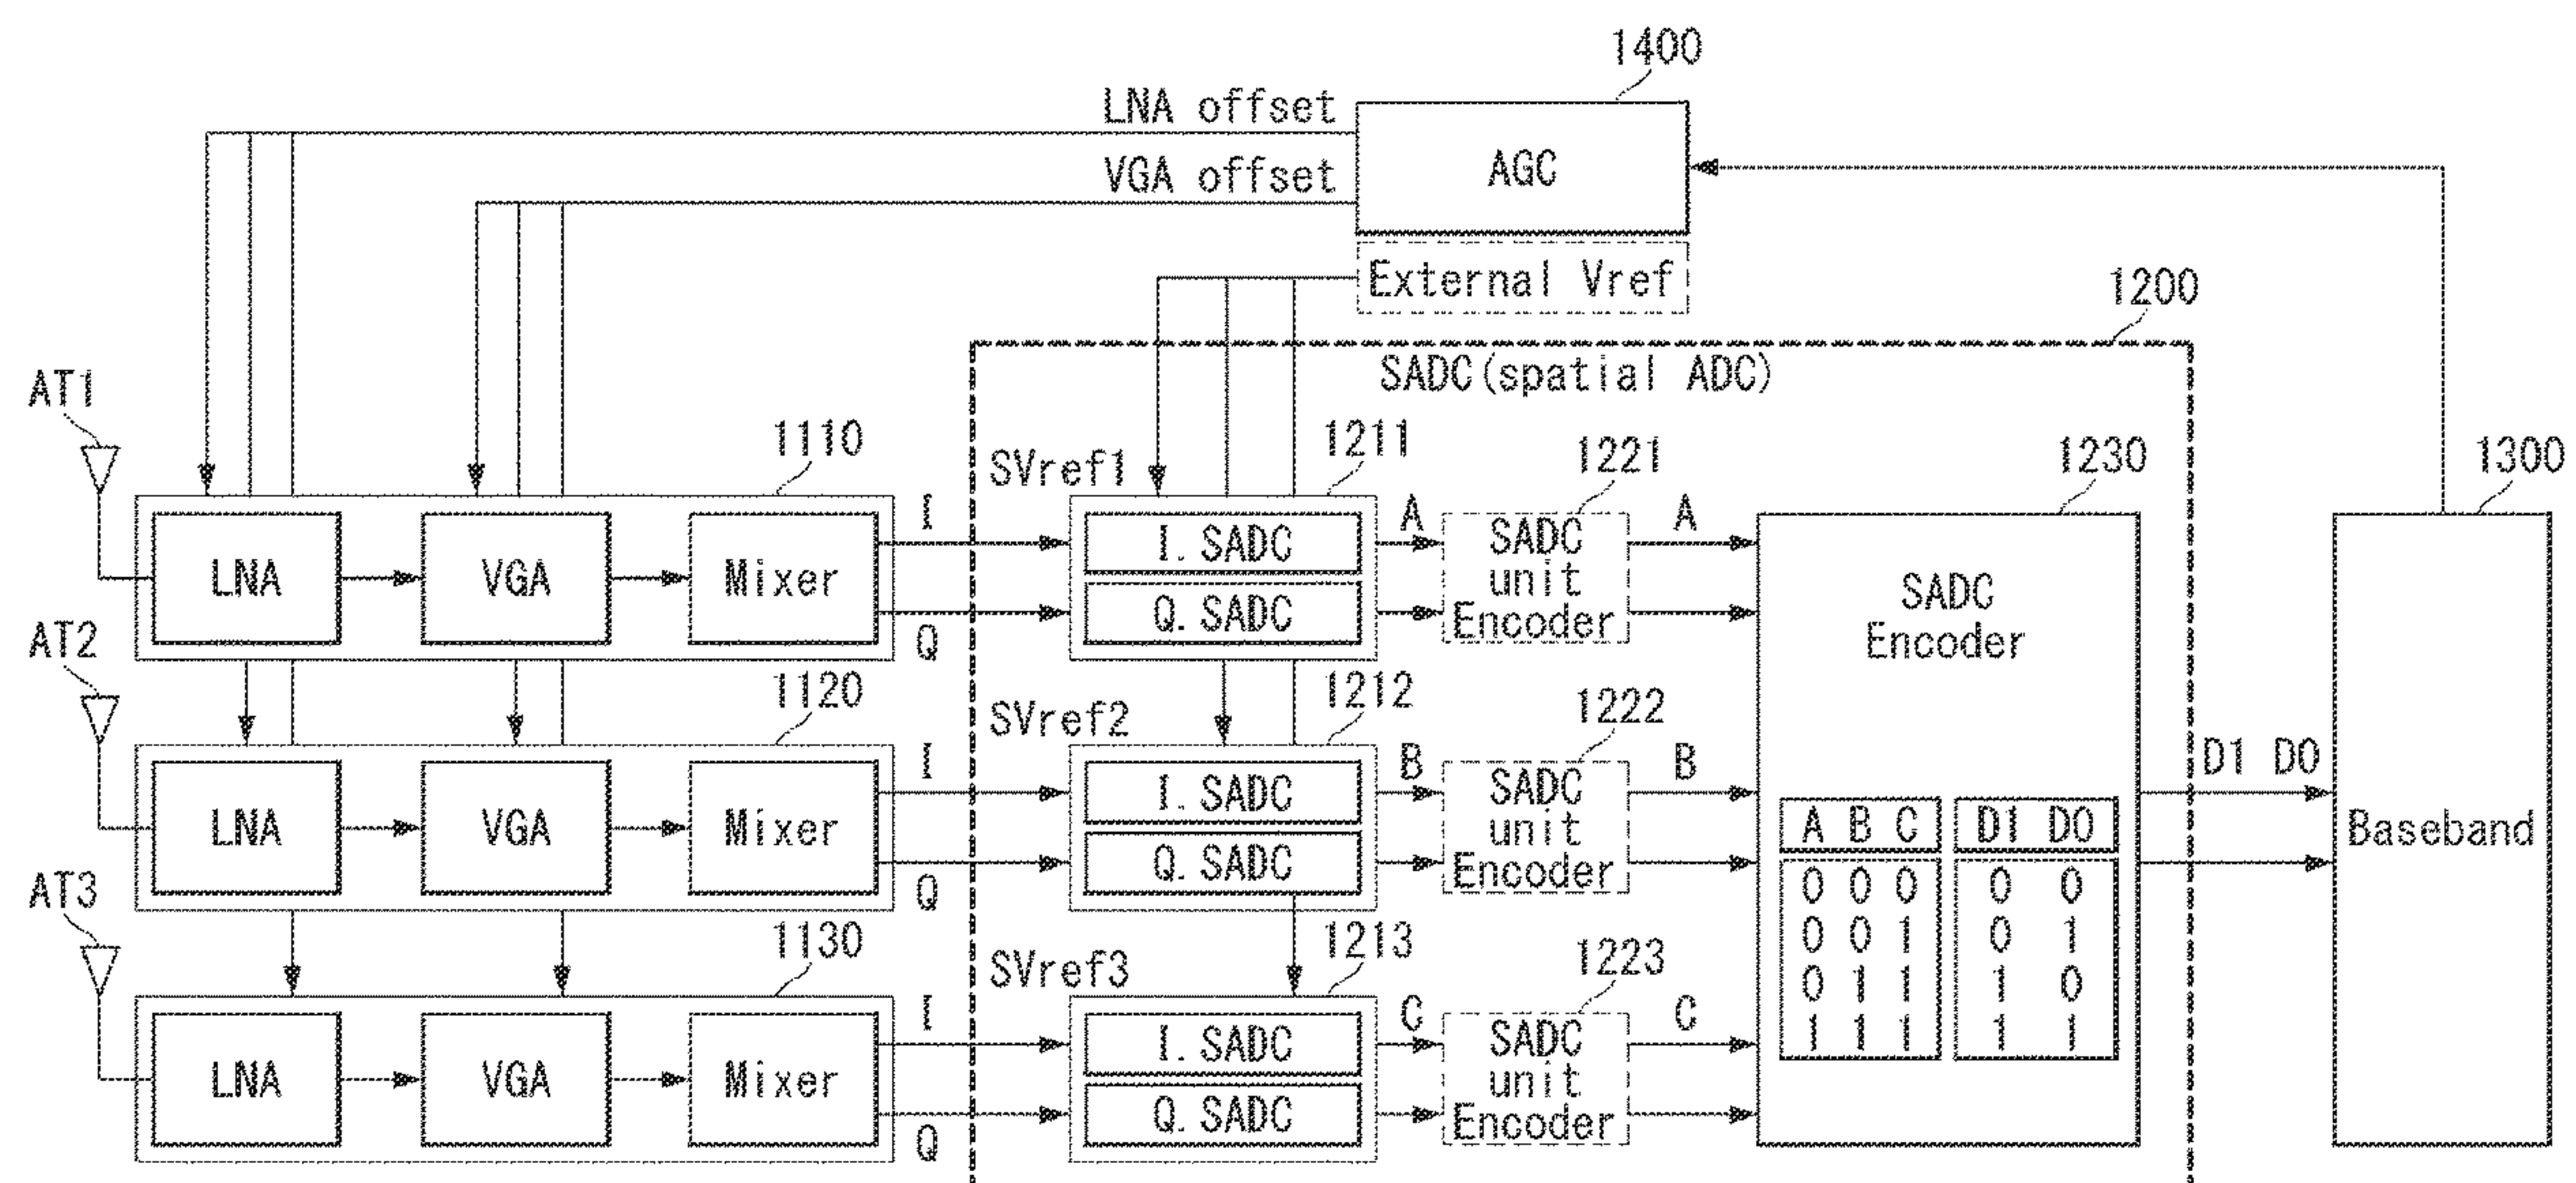 1400
LNA offset
AGC
VGA offset
External Vref
1200
SADC(spatial ADC)
AT1
1110
SVref1
1211
1221
1230
1300
I
A
A
LNA
VGA
Mixer
I. SADC
Q. SADC
SADC
unit
Encoder
SADC
Encoder
Q
AT2
1120
SVref2
1212
1222
I
B
B
D1 D0
LNA
VGA
Mixer
I. SADC
Q. SADC
SADC
unit
Encoder
A B C D1 D0
0 0 0 0 0
0 0 1 0 1
0 1 1 1 0
1 1 1 1 1
Baseband
Q
AT3
1130
SVref3
1213
1223
I
C
C
LNA
VGA
Mixer
I. SADC
Q. SADC
SADC
unit
Encoder
Q